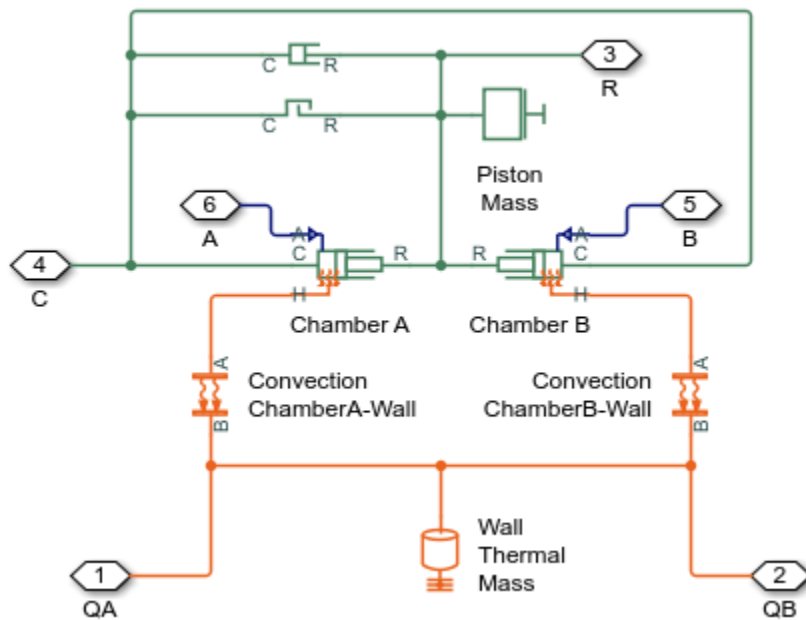 C R
3
R
C R
Piston
Mass
6
A
5
B
A
C
R
R
A
C
4
C
H
H
Chamber A
Chamber B
A
Convection
ChamberA-Wall
B
Convection
ChamberB-Wall
A
B
Wall
Thermal
Mass
1
QA
2
QB